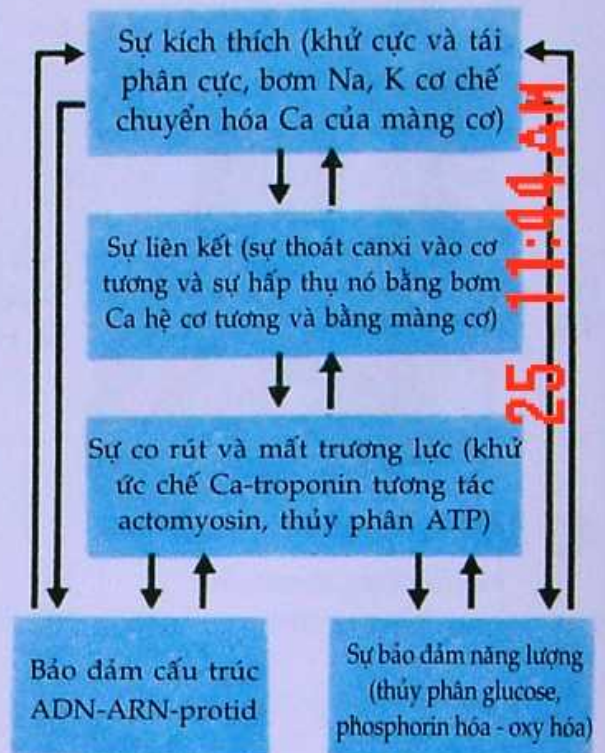 Sự kích thích (khử cực và tái
phân cực, bơm Na, K cơ chế
chuyển hóa Ca của màng cơ)
Sự liên kết (sự thoát canxi vào cơ
tương và sự hấp thụ nó bằng bơm
Ca hệ cơ tương và bằng màng cơ)
Sự co rút và mất trương lực (khử
ức chế Ca-troponin tương tác
actomyosin, thủy phân ATP)
Bảo đảm cấu trúc
ADN-ARN-protid
Sự bảo đảm năng lượng
(thủy phân glucose,
phosphorin hóa - oxy hóa)
25 11:44 AM